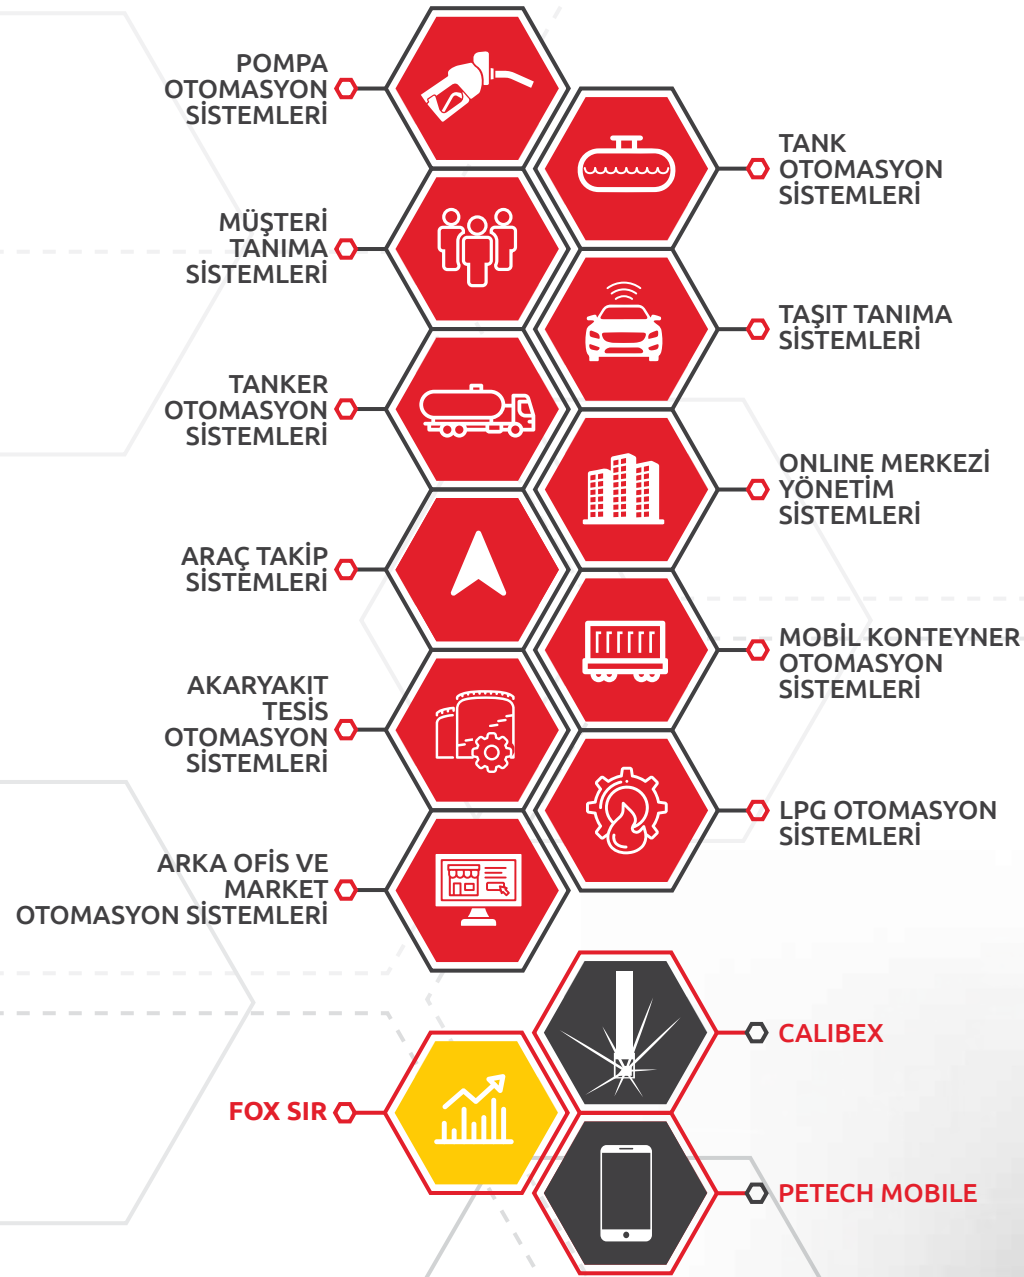 POMPA
OTOMASYON
SİSTEMLERİ
TANK
OTOMASYON
SİSTEMLERİ
MÜŞTERİ
TANIMA
SİSTEMLERİ
TAŞIT TANIMA
SİSTEMLERİ
TANKER
OTOMASYON
SİSTEMLERİ
ONLINE MERKEZİ
YÖNETİM
SİSTEMLERİ
ARAÇ TAKİP
SİSTEMLERİ
MOBİL KONTEYNER
OTOMASYON
SİSTEMLERİ
AKARYAKIT
TESİS
OTOMASYON
SİSTEMLERİ
LPG OTOMASYON
SİSTEMLERİ
ARKA OFİS VE
MARKET
OTOMASYON SİSTEMLERİ
CALIBEX
FOX SIR
PETECH MOBILE